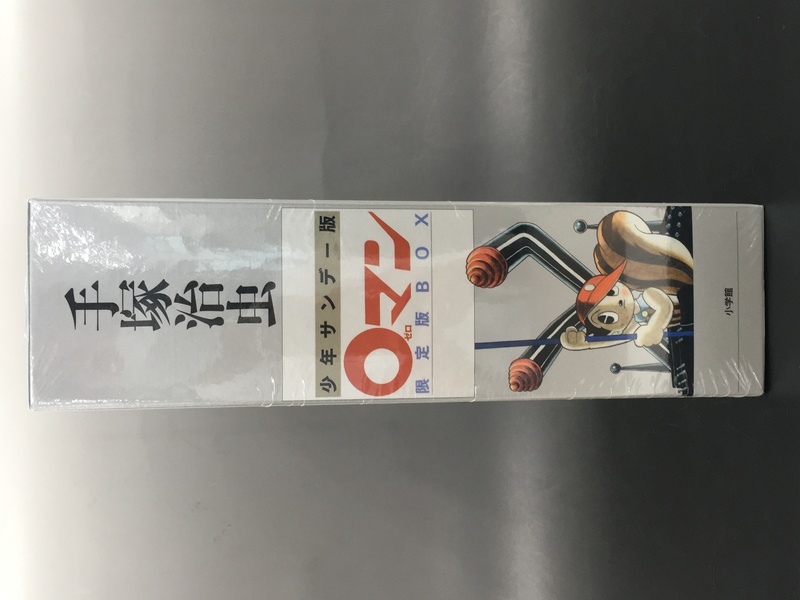 手塚治虫
少年サンデー版
0マン
ゼロ
限定版BOX
小学館